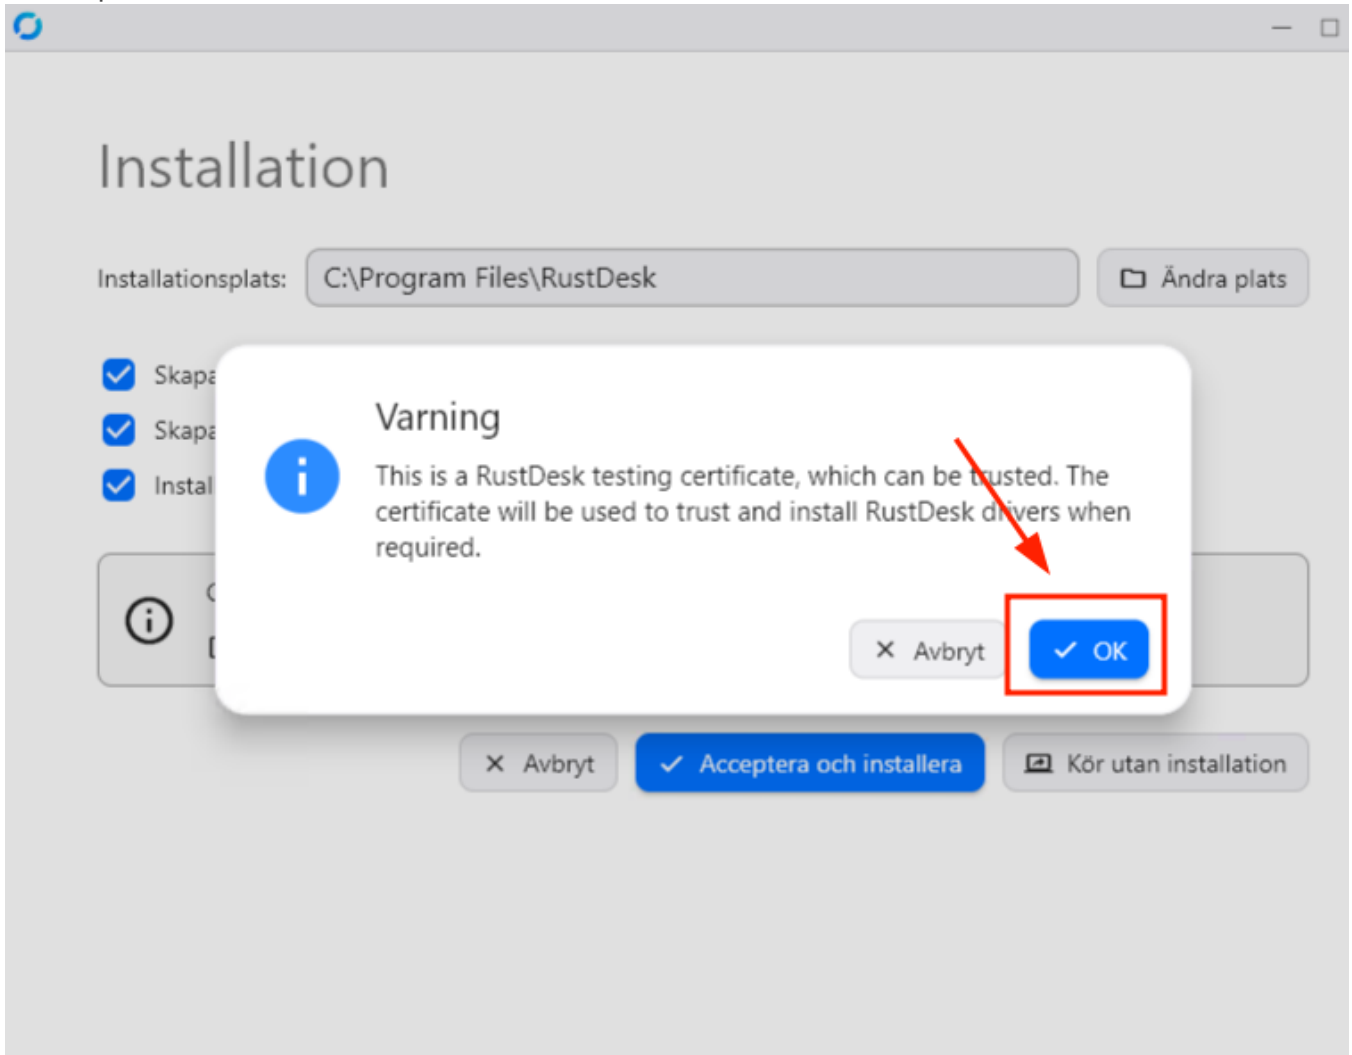 Installation
Installationsplats:
C:\Program Files\RustDesk
Ändra plats
Varning
This is a RustDesk testing certificate, which can be trusted. The
certificate will be used to trust and install RustDesk drivers when
required.
Avbryt
OK
Avbryt
Acceptera och installera
Kör utan installation